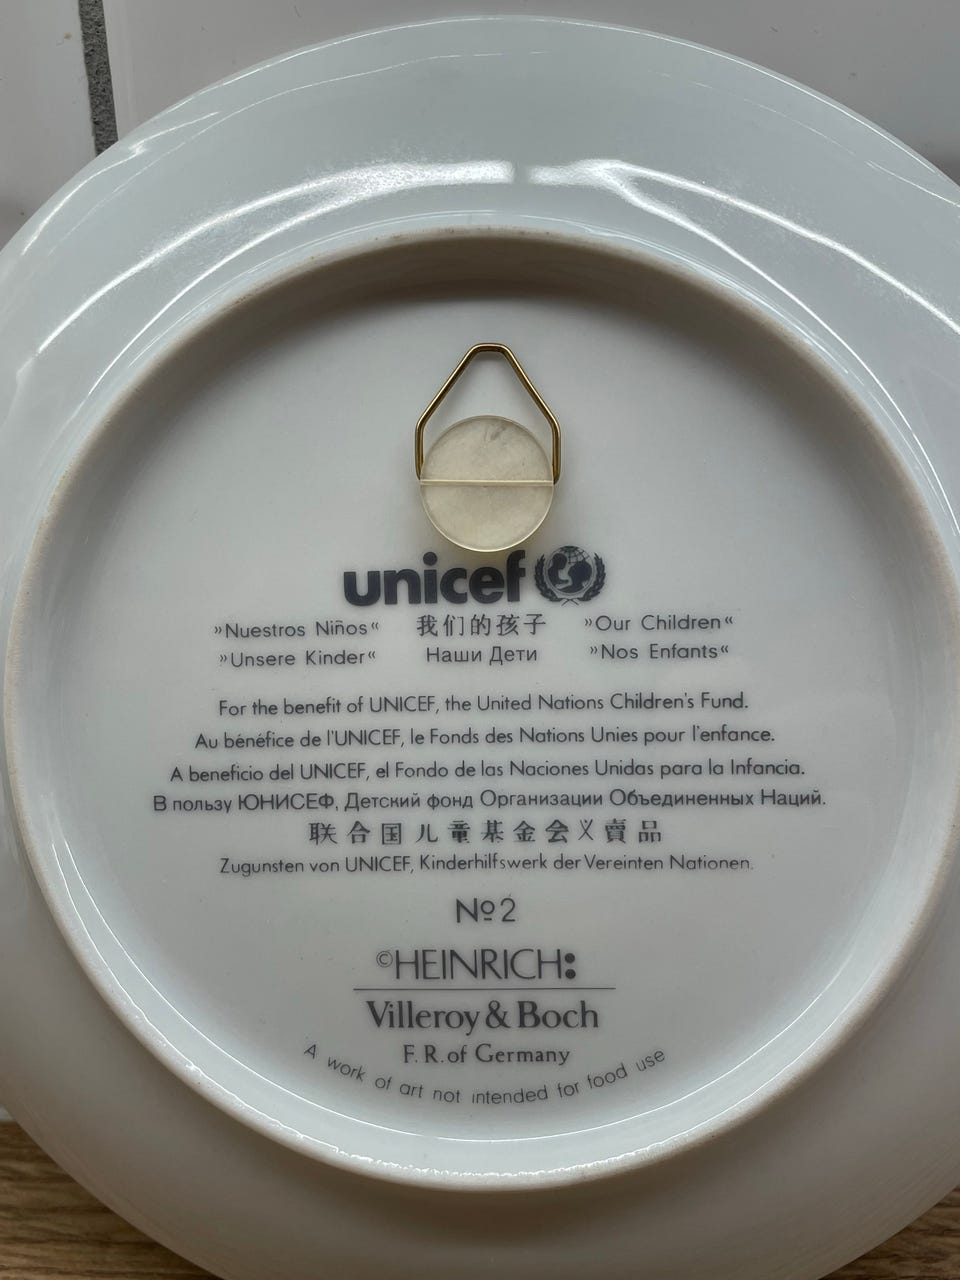 unicef
»Nuestros Niños« 我们的孩子 »Our Children«
»Unsere Kinder« Наши Дети »Nos Enfants«
For the benefit of UNICEF, the United Nations Children's Fund.
Au bénéfice de l'UNICEF, le Fonds des Nations Unies pour l'enfance.
A beneficio del UNICEF, el Fondo de las Naciones Unidas para la Infancia.
В пользу ЮНИСЕФ, Детский фонд Организации Объединенных Наций.
联合国儿童基金会义賣品
Zugunsten von UNICEF, Kinderhilfswerk der Vereinten Nationen.
Nº 2
©HEINRICH:
Villeroy & Boch
F. R. of Germany
A work of art not intended for food use